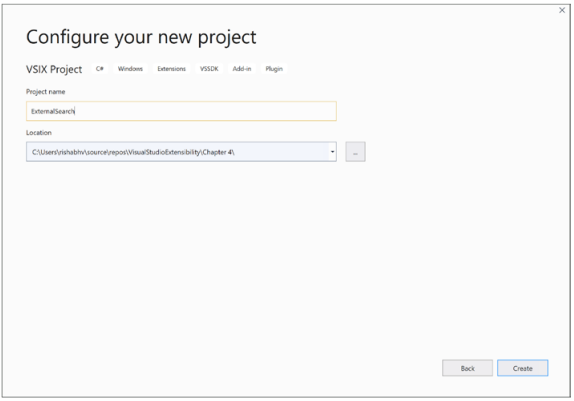 Configure your new project
VSIX Project C# Windows Extensions VSSDK Add-in Plugin
Project name
ExternalSearch
Location
C:\Users\rishabhv\source\repos\VisualStudioExtensibility\Chapter 4\
...
Back Create